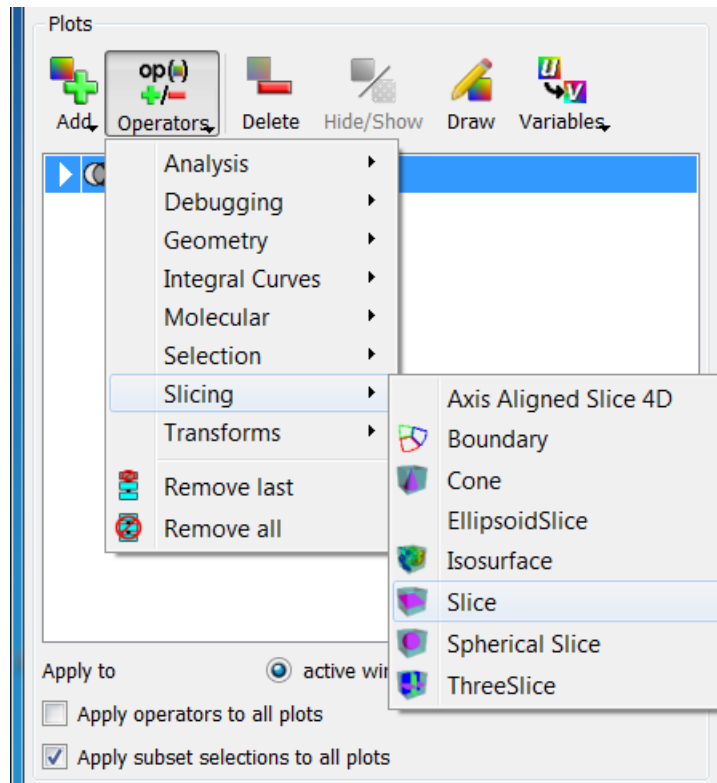 Plots
op( )
+/-
u
v
Add Operators Delete Hide/Show Draw Variables
Analysis
Debugging
Geometry
Integral Curves
Molecular
Selection
Slicing
Transforms
Remove last
Remove all
Axis Aligned Slice 4D
Boundary
Cone
EllipsoidSlice
Isosurface
Slice
Spherical Slice
ThreeSlice
Apply to active win
Apply operators to all plots
Apply subset selections to all plots